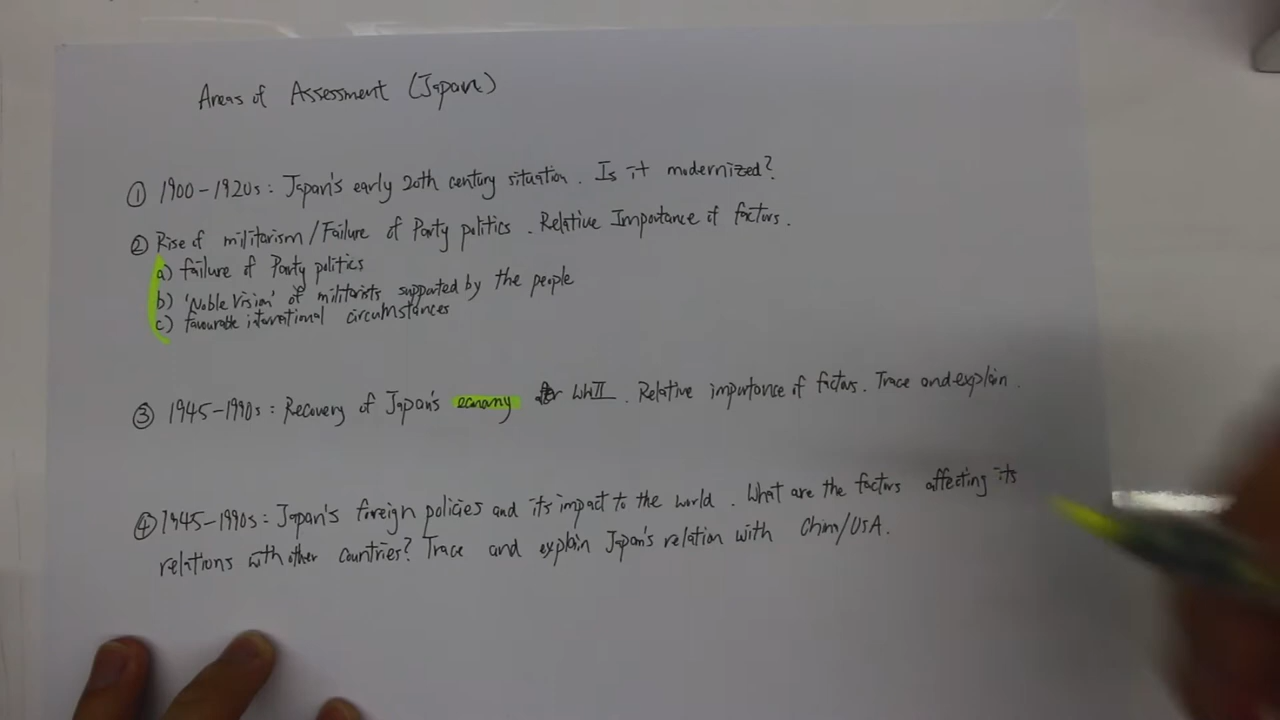 Areas of Assessment (Japan)
① 1900-1920s: Japan's early 20th century situation. Is it modernized?
② Rise of militarism/Failure of Party politics. Relative Importance of factors.
a) failure of Party politics
b) 'Noble Vision' of militarists supported by the people
c) favourable international circumstances
③ 1945-1990s: Recovery of Japan's economy after WWII. Relative importance of factors. Trace and explain.
④ 1945-1990s: Japan's foreign policies and its impact to the world. What are the factors affecting its
relations with other countries? Trace and explain Japan's relation with China/USA.